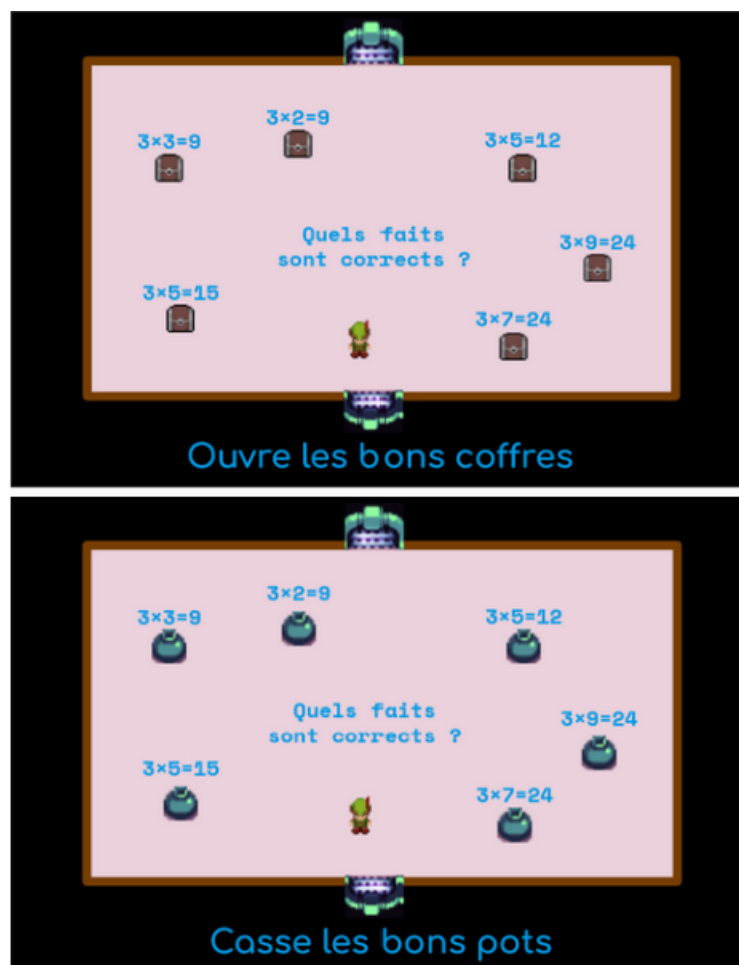 3×2=9
3×3=9
3×5=12
Quels faits
sont corrects ?
3×9=24
3×5=15
3×7=24
Ouvre les bons coffres
3×2=9
3×3=9
3×5=12
Quels faits
sont corrects ?
3×9=24
3×5=15
3×7=24
Casse les bons pots